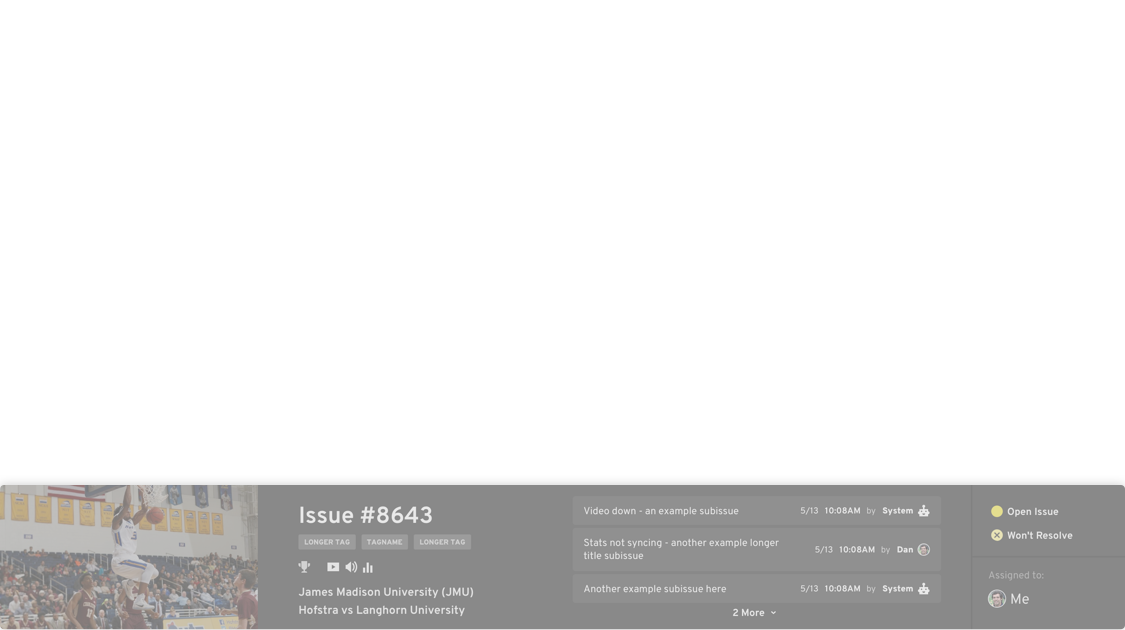 Issue #8643
LONGER TAG TAGNAME LONGER TAG
James Madison University (JMU)
Hofstra vs Langhorn University
Video down - an example subissue 5/13 10:08AM by System
Stats not syncing - another example longer
title subissue 5/13 10:08AM by Dan
Another example subissue here 5/13 10:08AM by System
2 More
Open Issue
Won't Resolve
Assigned to:
Me